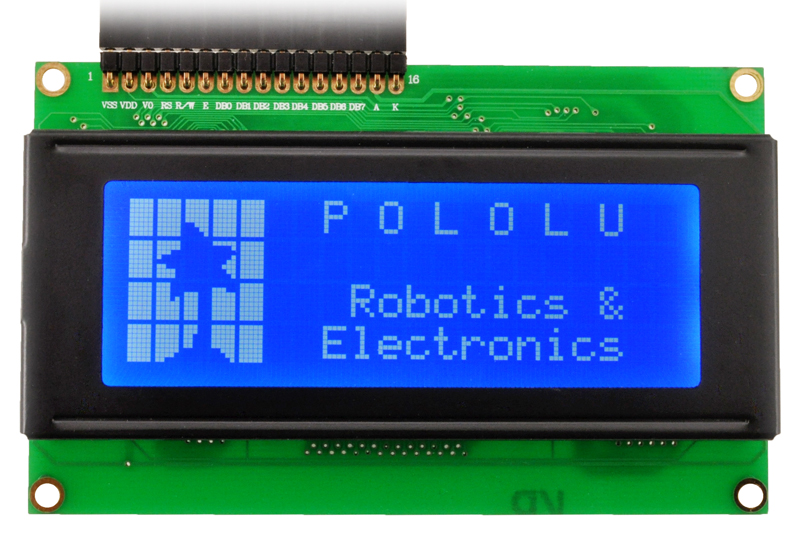 1 16
VSS VDD V0 RS R/W E DB0 DB1 DB2 DB3 DB4 DB5 DB6 DB7 A K
P O L O L U
Robotics &
Electronics